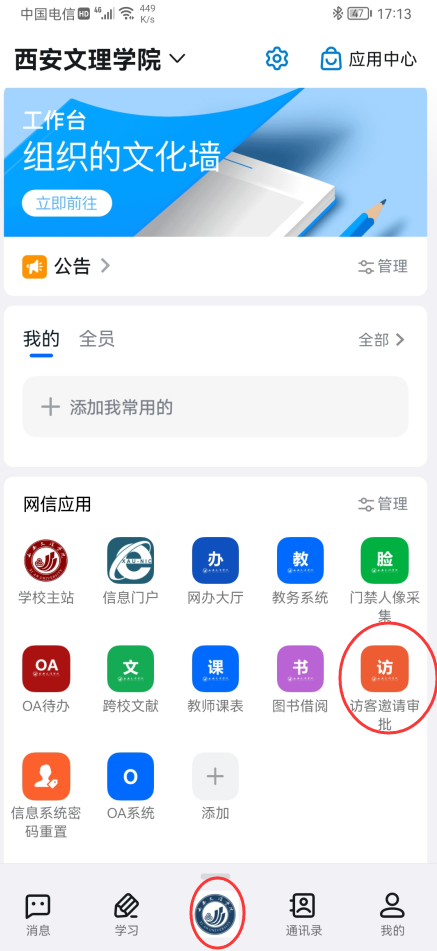 中国电信 HD 4G 449 K/s 47 17:13
西安文理学院 应用中心
工作台
组织的文化墙
立即前往
公告 管理
我的 全员 全部
添加我常用的
网信应用 管理
办 教 脸
学校主站 信息门户 网办大厅 教务系统 门禁人像采集
OA 文 课 书 访
OA待办 跨校文献 教师课表 图书借阅 访客邀请审批
O
信息系统密码重置 OA系统 添加
消息 学习 通讯录 我的